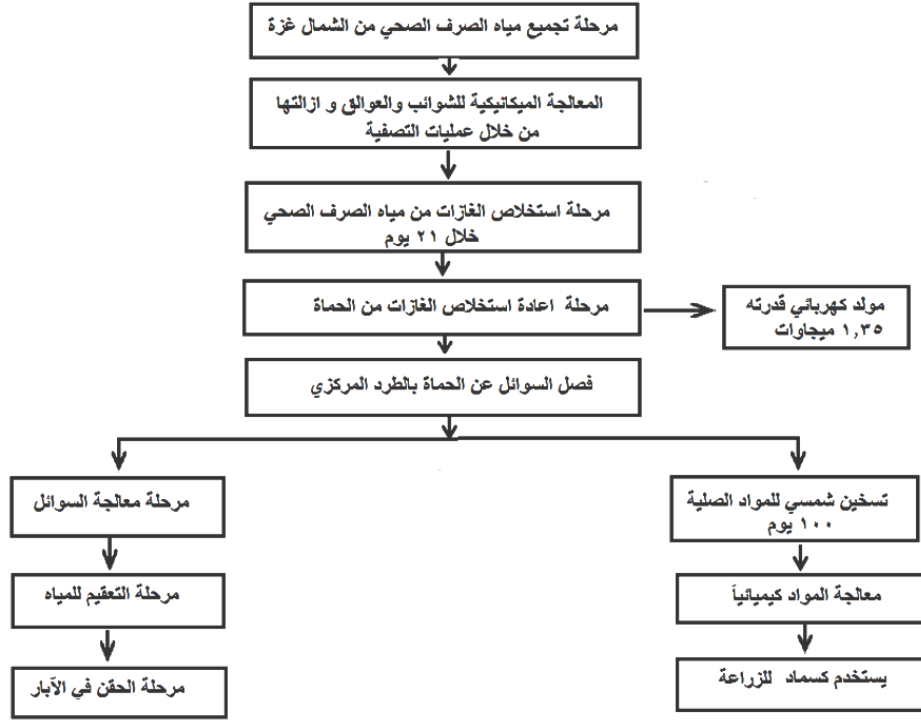 مرحلة تجميع مياه الصرف الصحي من الشمال غزة
المعالجة الميكانيكية للشوائب والعوالق و ازالتها
من خلال عمليات التصفية
مرحلة استخلاص الغازات من مياه الصرف الصحي
خلال ٢١ يوم
مرحلة اعادة استخلاص الغازات من الحماة
مولد كهربائي قدرته
١,٣٥ ميجاوات
فصل السوائل عن الحماة بالطرد المركزي
تسخين شمسي للمواد الصلبة
١٠٠ يوم
معالجة المواد كيميائياً
يستخدم كسماد للزراعة
مرحلة معالجة السوائل
مرحلة التعقيم للمياه
مرحلة الحقن في الآبار